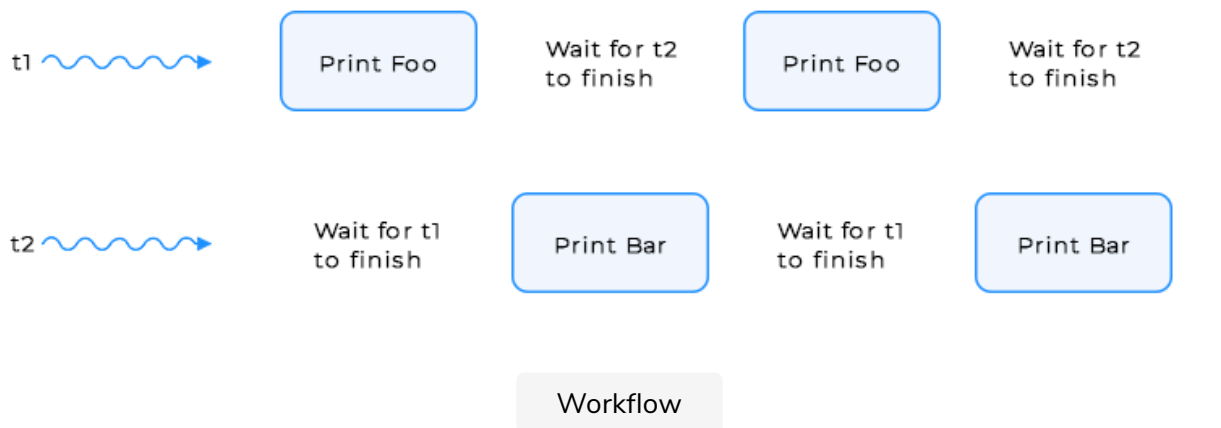 t1
Print Foo
Wait for t2
to finish
Print Foo
Wait for t2
to finish
t2
Wait for t1
to finish
Print Bar
Wait for t1
to finish
Print Bar
Workflow